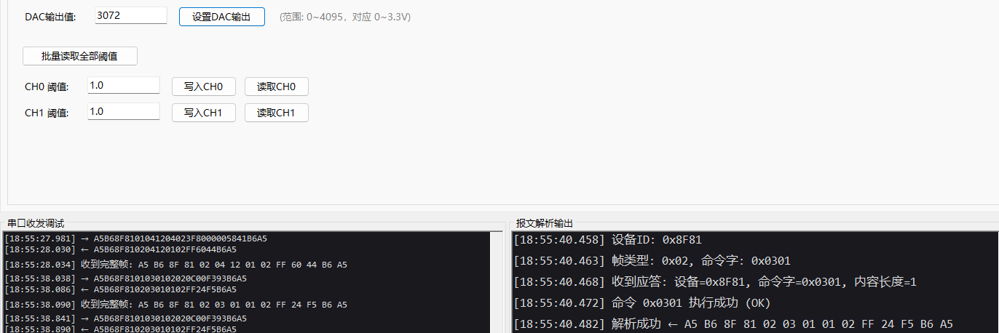 DAC输出值: 3072 设置DAC输出 (范围: 0~4095，对应 0~3.3V)
批量读取全部阈值
CH0 阈值: 1.0 写入CH0 读取CH0
CH1 阈值: 1.0 写入CH1 读取CH1
串口收发调试
[18:55:27.981] → A5B68F8101041204023F8000005841B6A5
[18:55:28.030] ← A5B68F810204120102FF6044B6A5
[18:55:28.034] 收到完整帧: A5 B6 8F 81 02 04 12 01 02 FF 60 44 B6 A5
[18:55:38.038] → A5B68F8101030102020C00F393B6A5
[18:55:38.086] ← A5B68F810203010102FF24F5B6A5
[18:55:38.090] 收到完整帧: A5 B6 8F 81 02 03 01 01 02 FF 24 F5 B6 A5
[18:55:38.841] → A5B68F8101030102020C00F393B6A5
[18:55:38.890] ← A5B68F810203010102FF24F5B6A5
报文解析输出
[18:55:40.458] 设备ID: 0x8F81
[18:55:40.463] 帧类型: 0x02, 命令字: 0x0301
[18:55:40.468] 收到应答: 设备=0x8F81, 命令字=0x0301, 内容长度=1
[18:55:40.472] 命令 0x0301 执行成功 (OK)
[18:55:40.482] 解析成功 ← A5 B6 8F 81 02 03 01 01 02 FF 24 F5 B6 A5